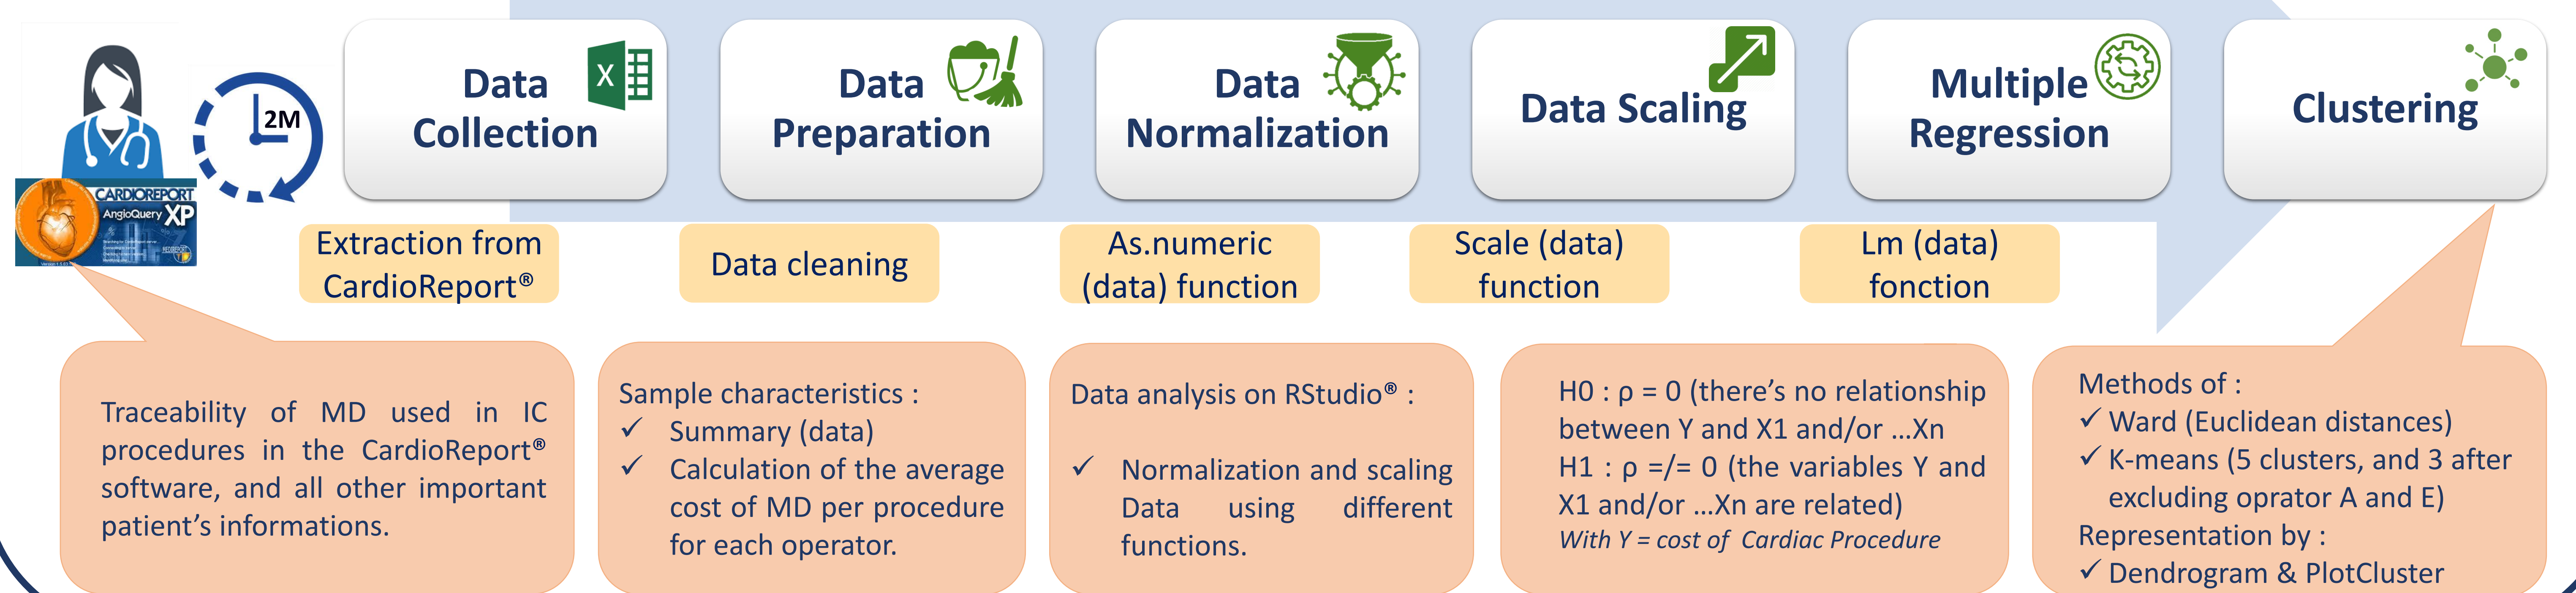 2M
CARDIOREPORT
AngioQuery XP
MEDIREPORT
Data
Collection
X
Data
Preparation
Data
Normalization
Data Scaling
Multiple
Regression
Clustering
Extraction from
CardioReport®
Data cleaning
As.numeric
(data) function
Scale (data)
function
Lm (data)
fonction
Traceability of MD used in IC
procedures in the CardioReport®
software, and all other important
patient's informations.
Sample characteristics :
✓ Summary (data)
✓ Calculation of the average
cost of MD per procedure
for each operator.
Data analysis on RStudio® :
✓ Normalization and scaling
Data using different
functions.
H0 : ρ = 0 (there's no relationship
between Y and X1 and/or ...Xn
H1 : ρ =/= 0 (the variables Y and
X1 and/or ...Xn are related)
With Y = cost of Cardiac Procedure
Methods of :
✓ Ward (Euclidean distances)
✓ K-means (5 clusters, and 3 after
excluding oprator A and E)
Representation by :
✓ Dendrogram & PlotCluster